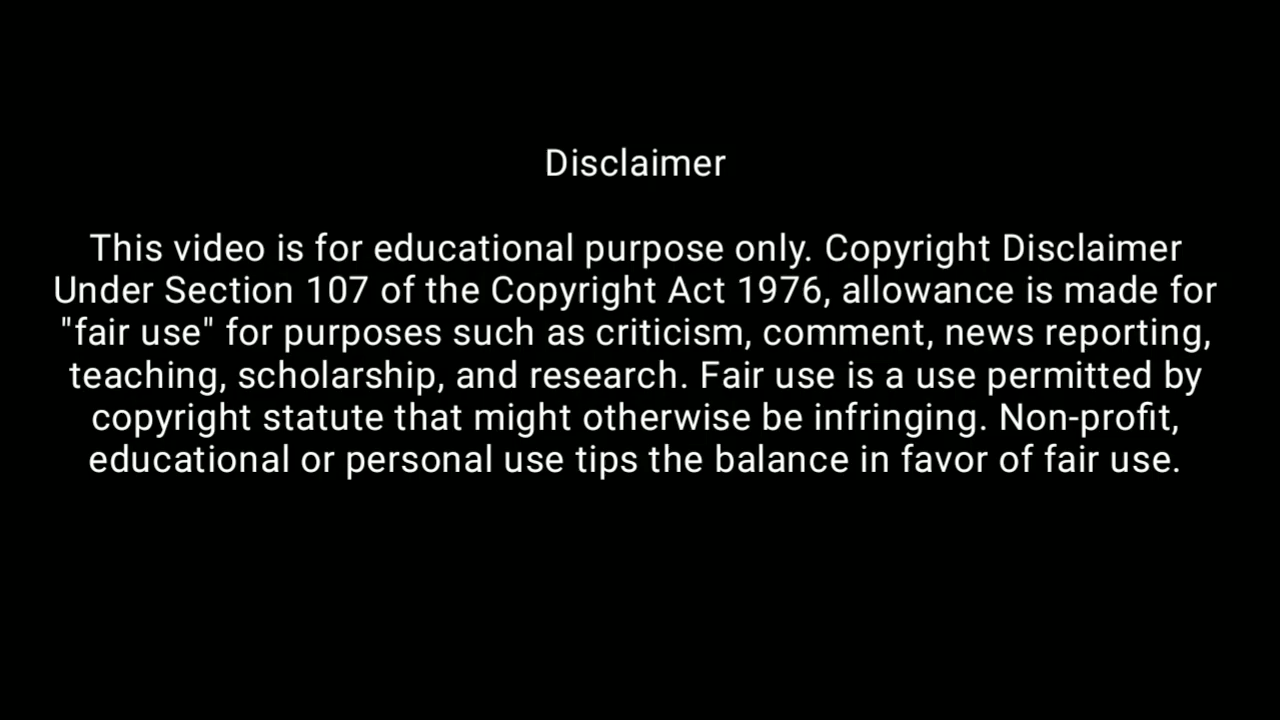 Disclaimer
This video is for educational purpose only. Copyright Disclaimer
Under Section 107 of the Copyright Act 1976, allowance is made for
"fair use" for purposes such as criticism, comment, news reporting,
teaching, scholarship, and research. Fair use is a use permitted by
copyright statute that might otherwise be infringing. Non-profit,
educational or personal use tips the balance in favor of fair use.